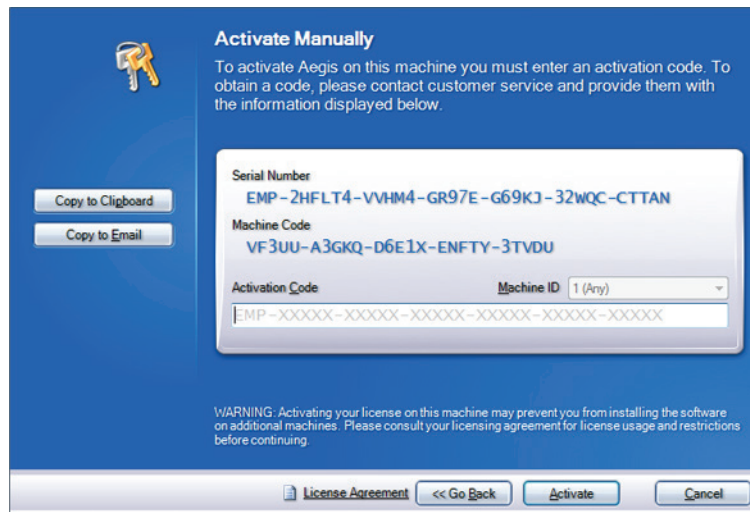 Activate Manually
To activate Aegis on this machine you must enter an activation code. To
obtain a code, please contact customer service and provide them with
the information displayed below.
Serial Number
EMP-2HFLT4-VVHM4-GR97E-G69KJ-32WQC-CTTAN
Copy to Clipboard
Machine Code
Copy to Email
VF3UU-A3GKQ-D6E1X-ENFTY-3TVDU
Activation Code
Machine ID
1 (Any)
EMP-XXXXX-XXXXX-XXXXX-XXXXX-XXXXX-XXXXX
WARNING: Activating your license on this machine may prevent you from installing the software
on additional machines. Please consult your licensing agreement for license usage and restrictions
before continuing.
License Agreement
<< Go Back
Activate
Cancel